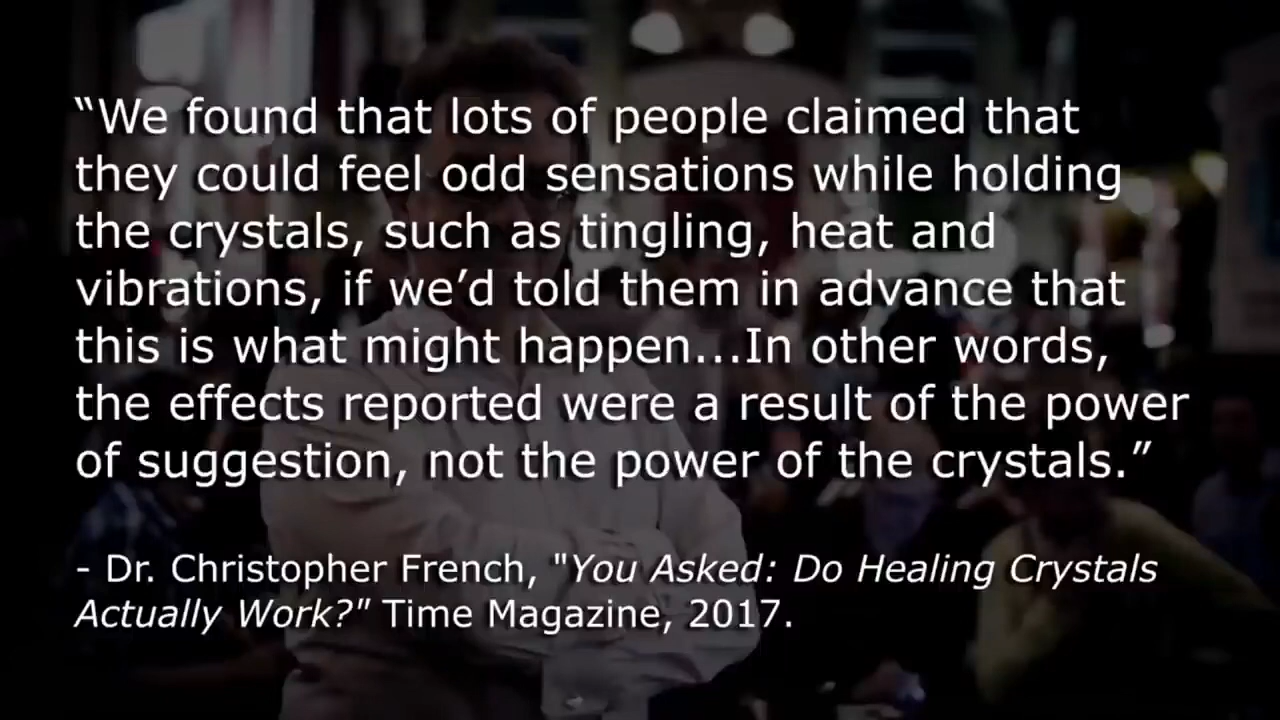 “We found that lots of people claimed that
they could feel odd sensations while holding
the crystals, such as tingling, heat and
vibrations, if we’d told them in advance that
this is what might happen...In other words,
the effects reported were a result of the power
of suggestion, not the power of the crystals.”
- Dr. Christopher French, "You Asked: Do Healing Crystals
Actually Work?" Time Magazine, 2017.